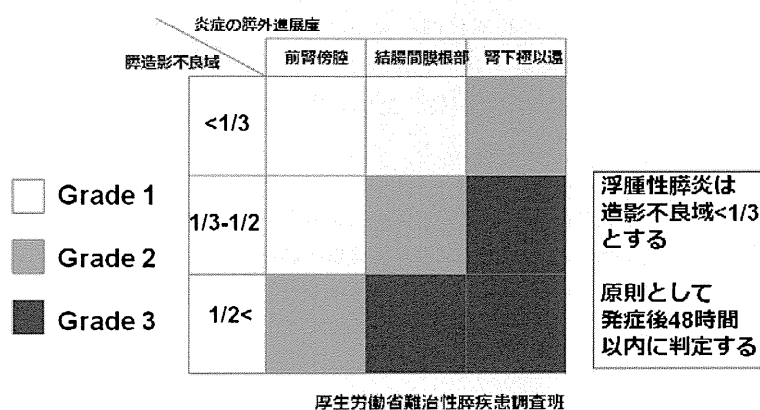 炎症の膵外進展度
膵造影不良域
前腎傍腔
結腸間膜根部
腎下極以遠
<1/3
1/3-1/2
1/2<
Grade 1
Grade 2
Grade 3
浮腫性膵炎は
造影不良域<1/3
とする
原則として
発症後48時間
以内に判定する
厚生労働省難治性膵疾患調査班